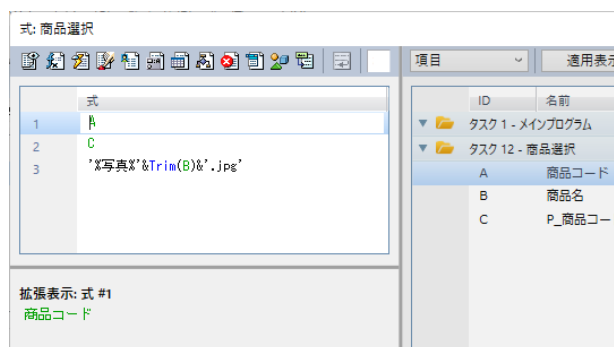 式: 商品選択
項目
適用表示
式
1 A
2 C
3 '%写真%'&Trim(B)&'.jpg'
ID 名前
タスク 1 - メインプログラム
タスク 12 - 商品選択
A 商品コード
B 商品名
C P_商品コー
拡張表示: 式 #1
商品コード